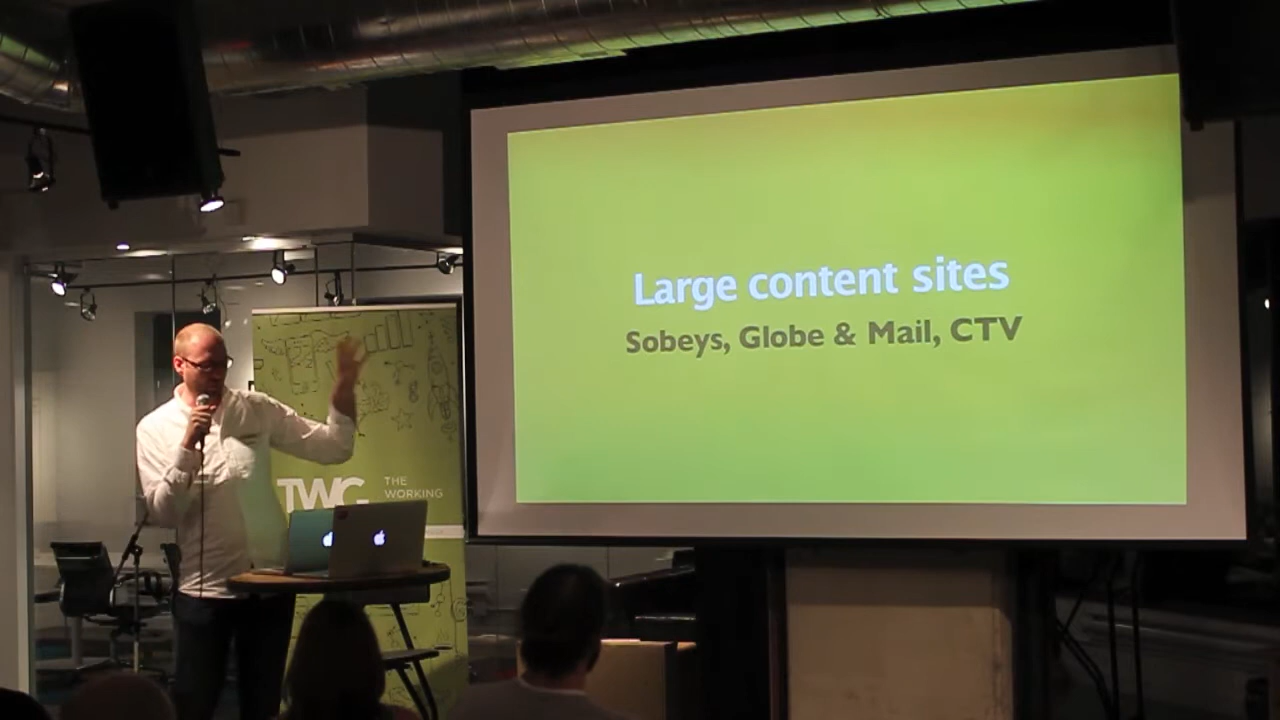 Large content sites
Sobeys, Globe & Mail, CTV
TWG
THE
WORKING